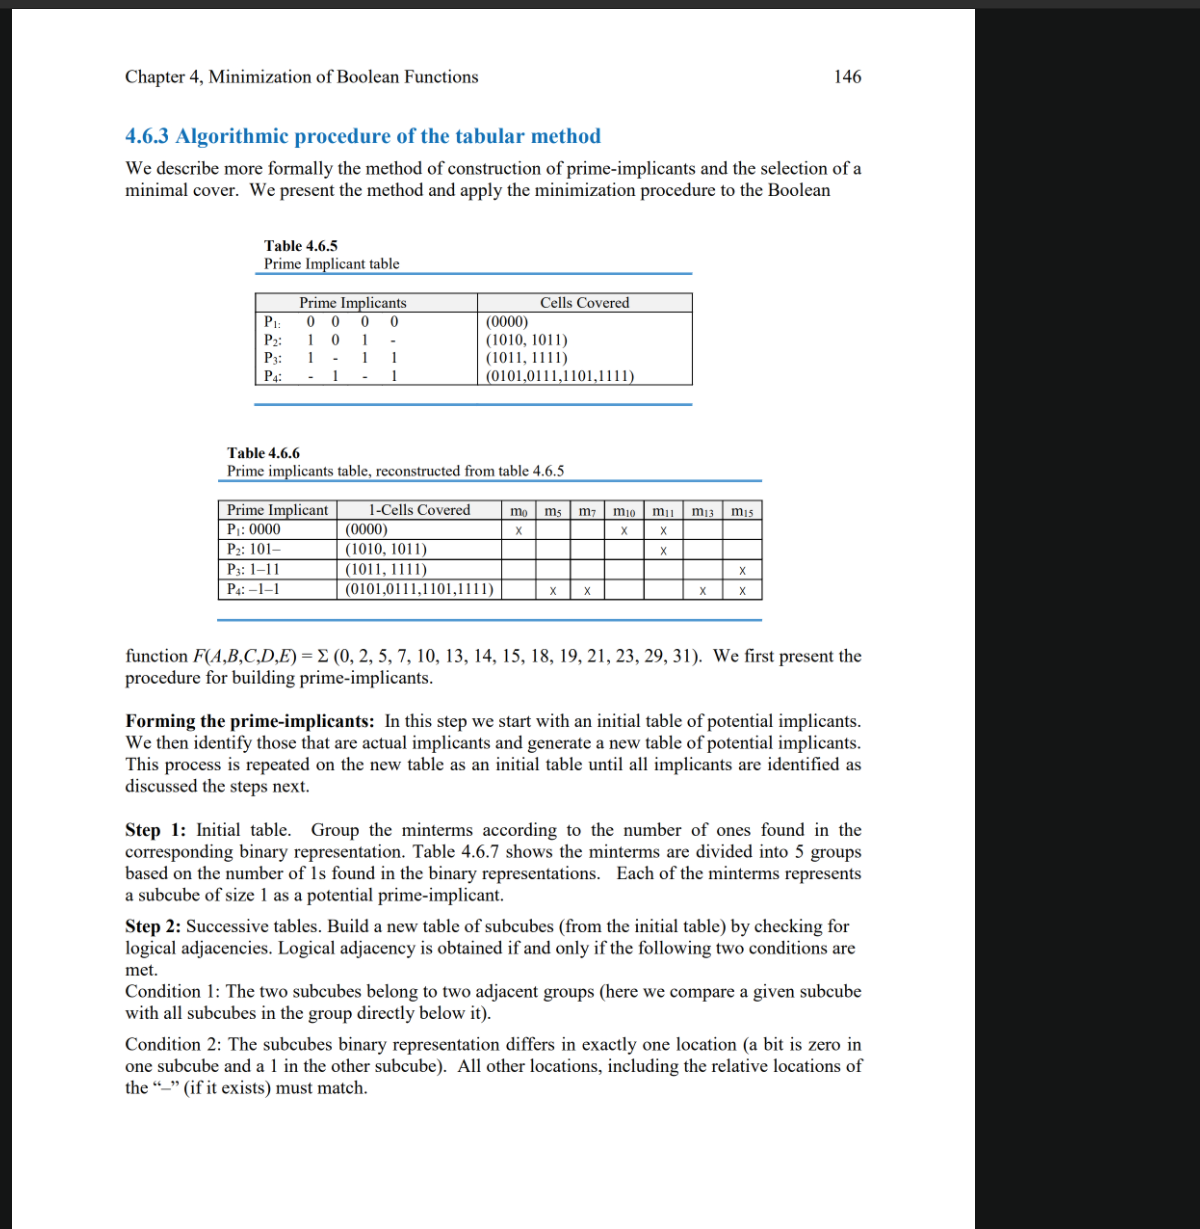 Chapter 4, Minimization of Boolean Functions 146
4.6.3 Algorithmic procedure of the tabular method
We describe more formally the method of construction of prime-implicants and the selection of a
minimal cover. We present the method and apply the minimization procedure to the Boolean
Table 4.6.5
Prime Implicant table
Prime Implicants Cells Covered
P1: 0 0 0 0 (0000)
P2: 1 0 1 - (1010, 1011)
P3: 1 - 1 1 (1011, 1111)
P4: - 1 - 1 (0101,0111,1101,1111)
Table 4.6.6
Prime implicants table, reconstructed from table 4.6.5
Prime Implicant 1-Cells Covered m0 m5 m7 m10 m11 m13 m15
P1: 0000 (0000) x x x
P2: 101– (1010, 1011) x
P3: 1–11 (1011, 1111) x
P4: –1–1 (0101,0111,1101,1111) x x x x
function F(A,B,C,D,E) = Σ (0, 2, 5, 7, 10, 13, 14, 15, 18, 19, 21, 23, 29, 31). We first present the
procedure for building prime-implicants.
Forming the prime-implicants: In this step we start with an initial table of potential implicants.
We then identify those that are actual implicants and generate a new table of potential implicants.
This process is repeated on the new table as an initial table until all implicants are identified as
discussed the steps next.
Step 1: Initial table. Group the minterms according to the number of ones found in the
corresponding binary representation. Table 4.6.7 shows the minterms are divided into 5 groups
based on the number of 1s found in the binary representations. Each of the minterms represents
a subcube of size 1 as a potential prime-implicant.
Step 2: Successive tables. Build a new table of subcubes (from the initial table) by checking for
logical adjacencies. Logical adjacency is obtained if and only if the following two conditions are
met.
Condition 1: The two subcubes belong to two adjacent groups (here we compare a given subcube
with all subcubes in the group directly below it).
Condition 2: The subcubes binary representation differs in exactly one location (a bit is zero in
one subcube and a 1 in the other subcube). All other locations, including the relative locations of
the “–” (if it exists) must match.